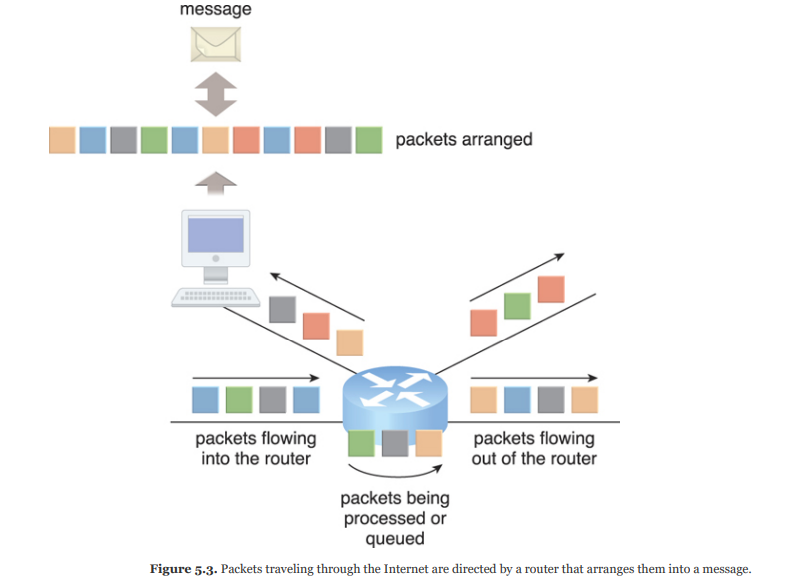 message
packets arranged
packets flowing
into the router
packets flowing
out of the router
packets being
processed or
queued
Figure 5.3. Packets traveling through the Internet are directed by a router that arranges them into a message.